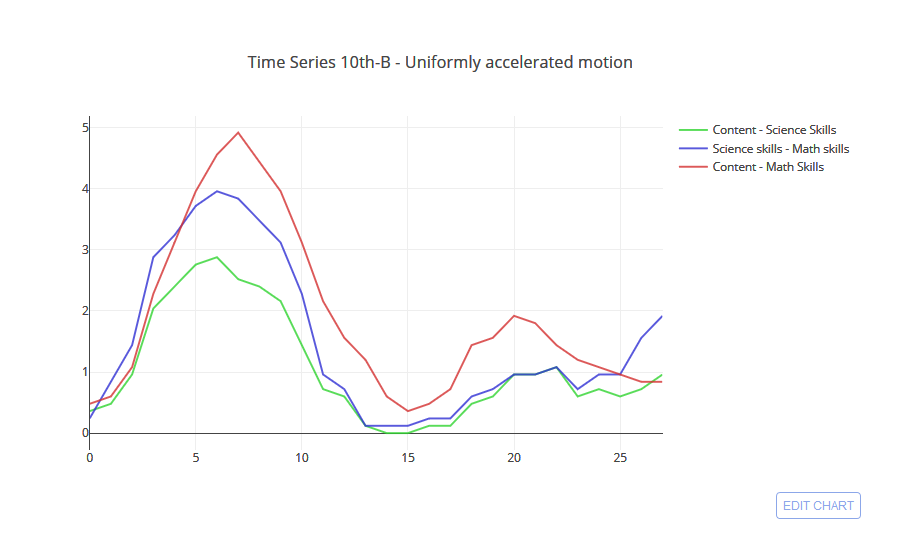 Time Series 10th-B - Uniformly accelerated motion
Content - Science Skills
Science skills - Math skills
Content - Math Skills
5
4
3
2
1
0
0 5 10 15 20 25
EDIT CHART